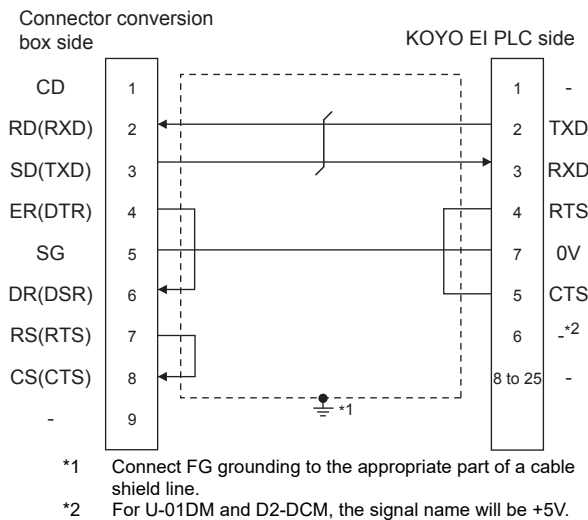 Connector conversion
box side
KOYO EI PLC side
CD 1 1 -
RD(RXD) 2 2 TXD
SD(TXD) 3 3 RXD
ER(DTR) 4 4 RTS
SG 5 7 0V
DR(DSR) 6 5 CTS
RS(RTS) 7 6 -*2
CS(CTS) 8 8 to 25 -
- 9
*1
*1 Connect FG grounding to the appropriate part of a cable
shield line.
*2 For U-01DM and D2-DCM, the signal name will be +5V.